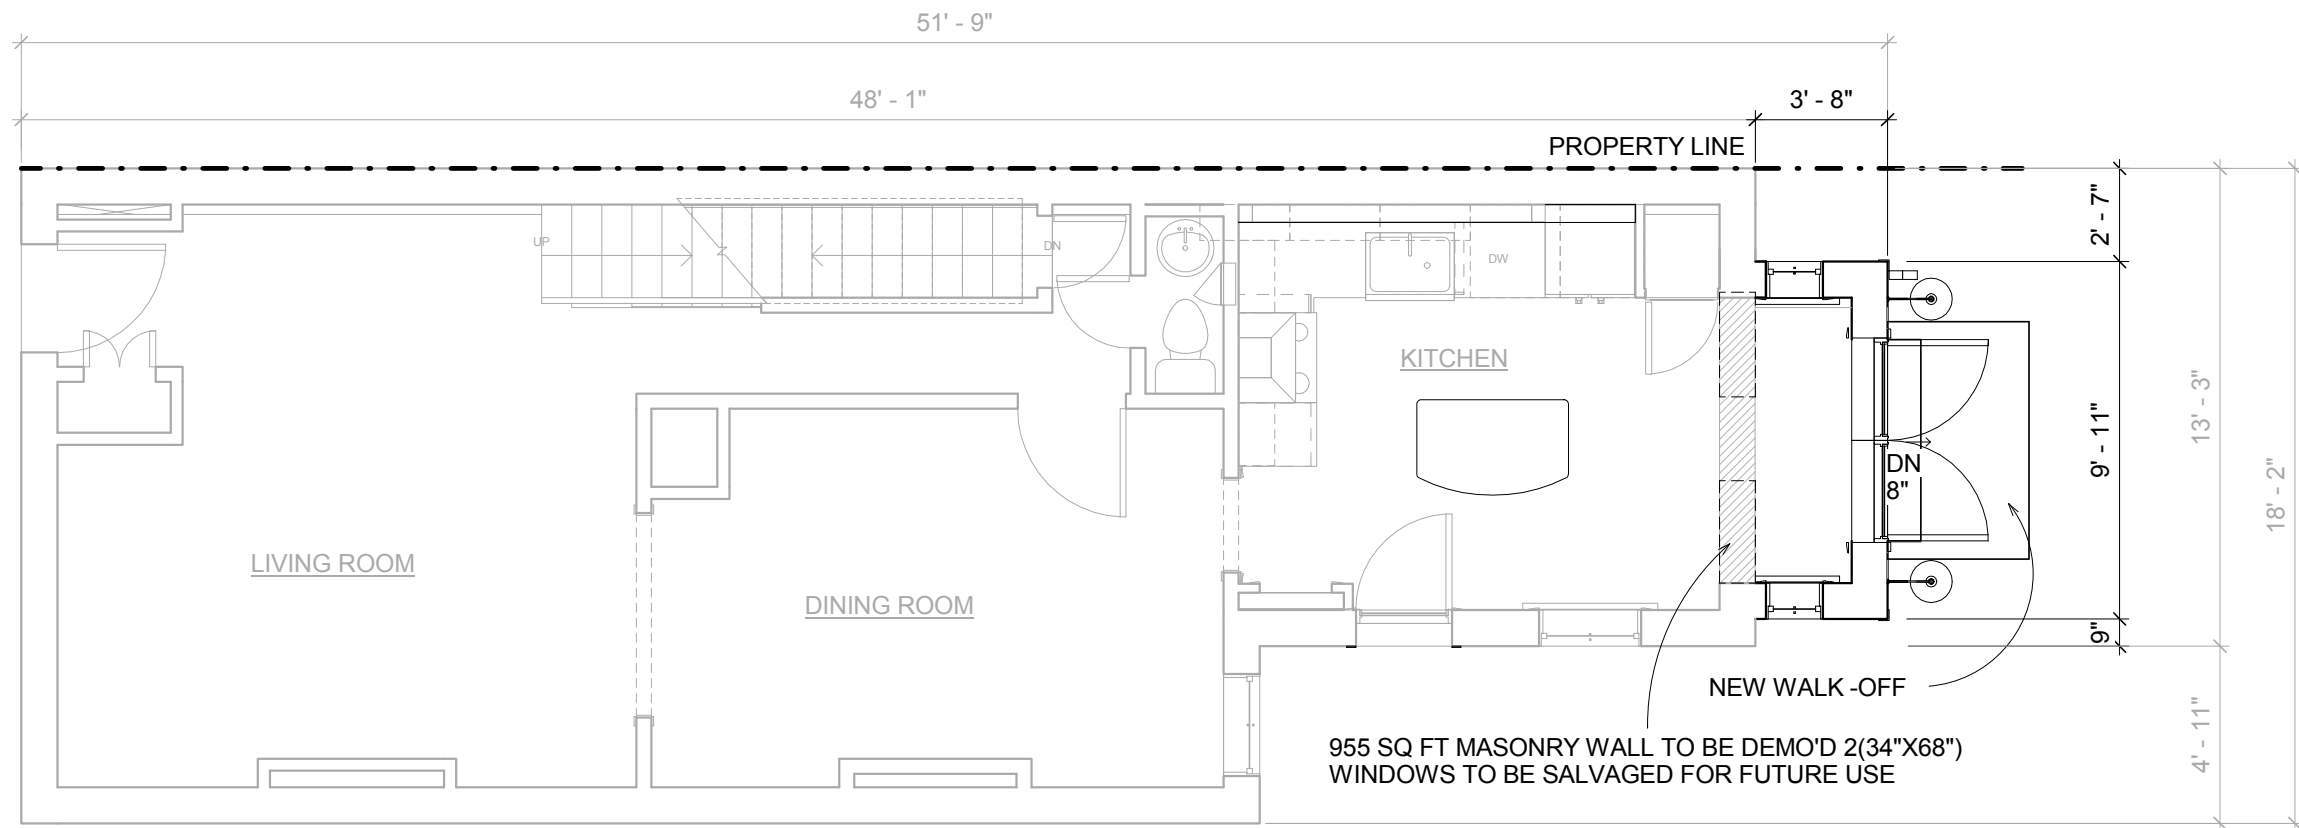 51' - 9"
48' - 1"
3' - 8"
PROPERTY LINE
2' - 7"
UP
DN
DW
KITCHEN
13' - 3"
9' - 11"
DN
8"
18' - 2"
LIVING ROOM
DINING ROOM
9"
NEW WALK -OFF
4' - 11"
955 SQ FT MASONRY WALL TO BE DEMO'D 2(34"X68")
WINDOWS TO BE SALVAGED FOR FUTURE USE